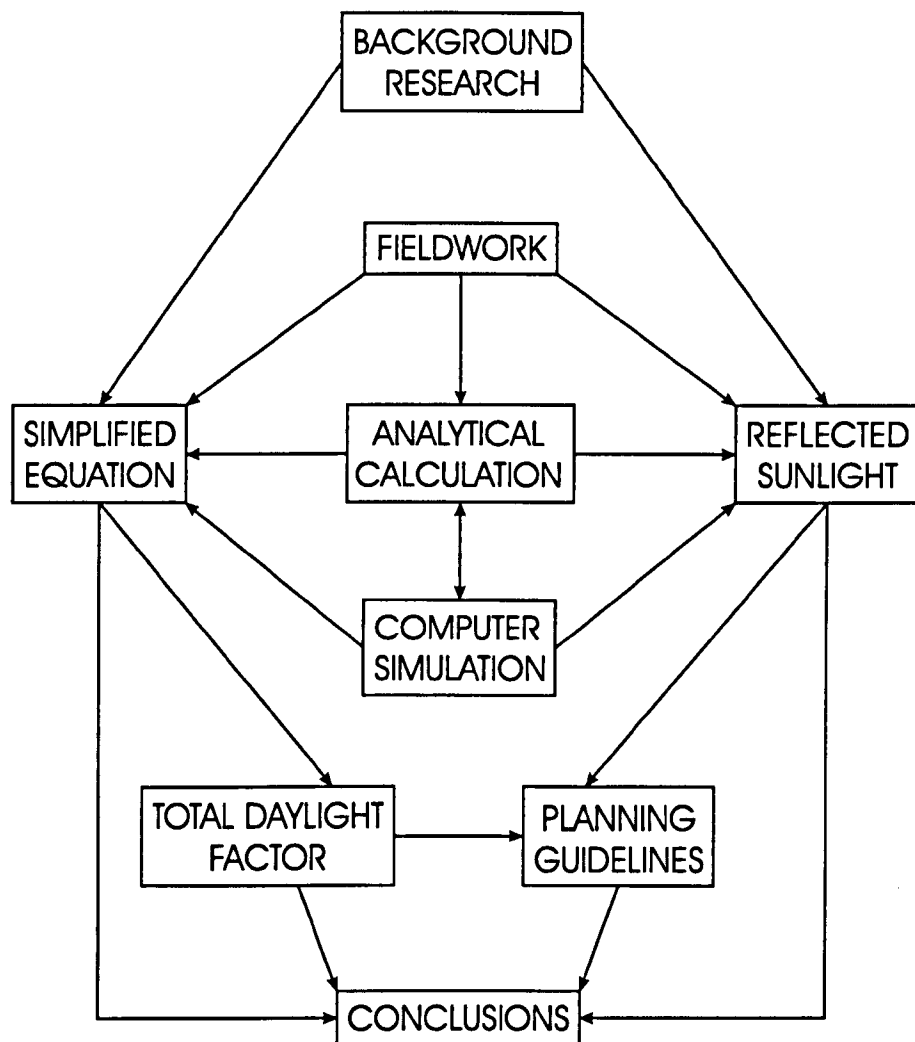 BACKGROUND
RESEARCH
FIELDWORK
SIMPLIFIED
EQUATION
ANALYTICAL
CALCULATION
REFLECTED
SUNLIGHT
COMPUTER
SIMULATION
TOTAL DAYLIGHT
FACTOR
PLANNING
GUIDELINES
CONCLUSIONS